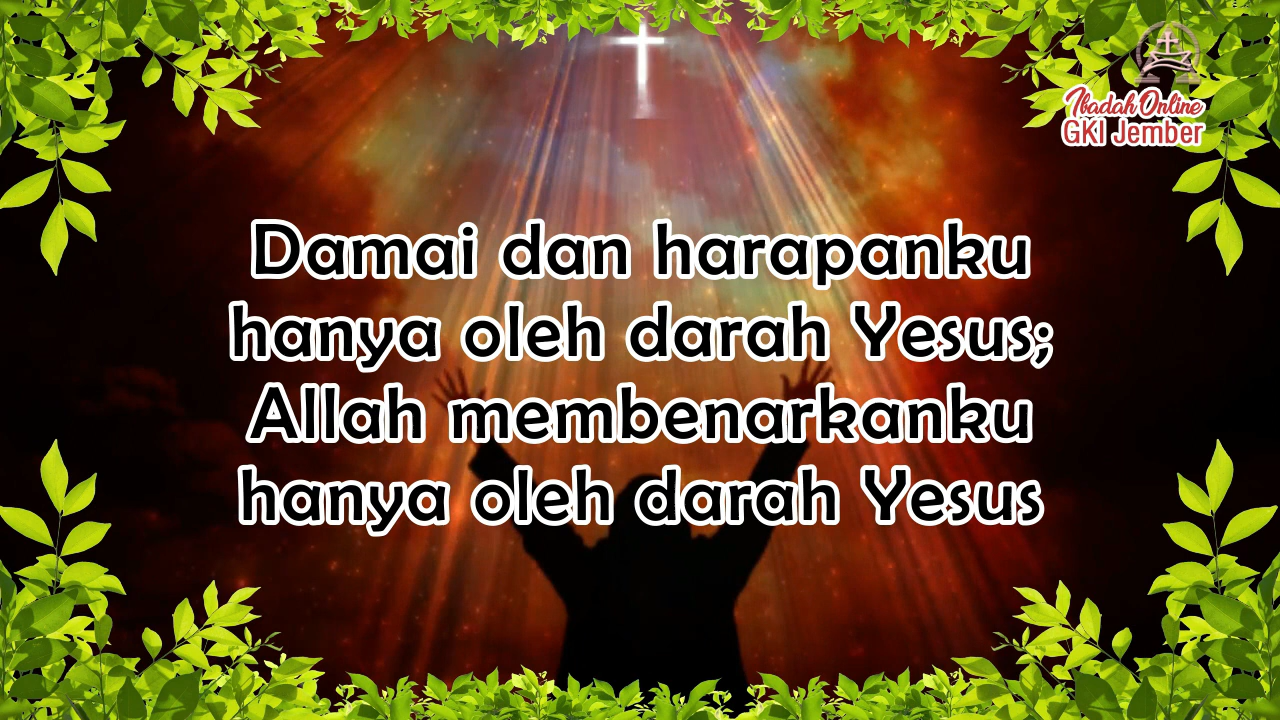 Ibadah Online
GKI Jember
Damai dan harapanku
hanya oleh darah Yesus;
Allah membenarkanku
hanya oleh darah Yesus